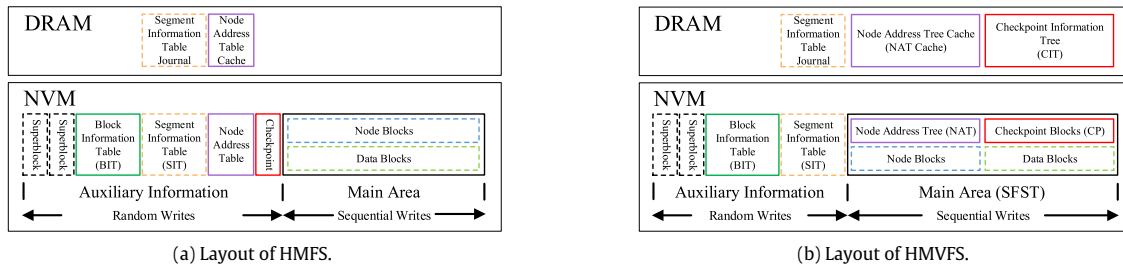 DRAM
Segment
Information
Table
Journal
Node
Address
Table
Cache
NVM
Superblock
Superblock
Block
Information
Table
(BIT)
Segment
Information
Table
(SIT)
Node
Address
Table
Checkpoint
Node Blocks
Data Blocks
Auxiliary Information
Main Area
Random Writes
Sequential Writes
(a) Layout of HMFS.
DRAM
Segment
Information
Table
Journal
Node Address Tree Cache
(NAT Cache)
Checkpoint Information
Tree
(CIT)
NVM
Superblock
Superblock
Block
Information
Table
(BIT)
Segment
Information
Table
(SIT)
Node Address Tree (NAT)
Checkpoint Blocks (CP)
Node Blocks
Data Blocks
Auxiliary Information
Main Area (SFST)
Random Writes
Sequential Writes
(b) Layout of HMVFS.